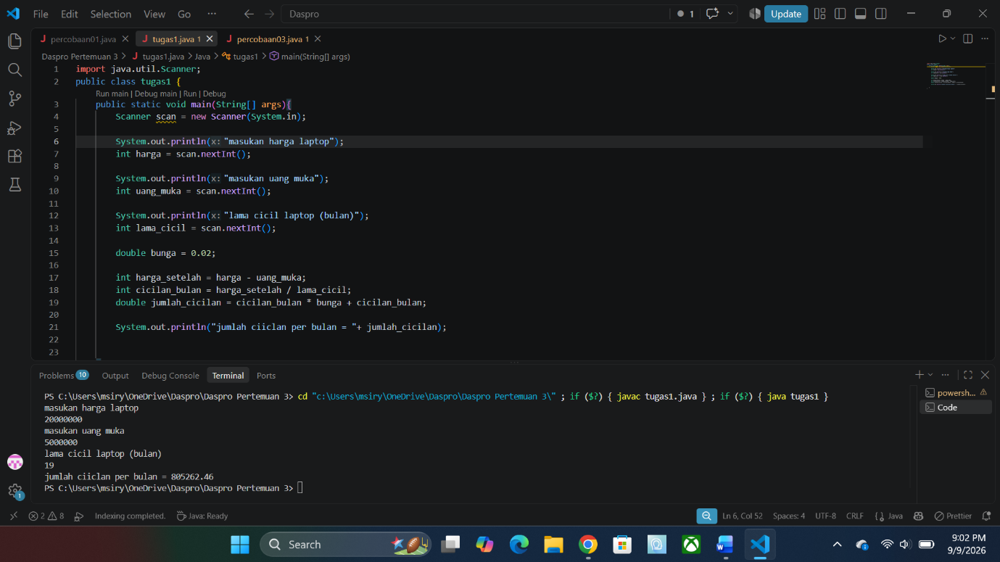 File Edit Selection View Go ··· Daspro 1 Update
percobaan01.java tugas1.java 1 percobaan03.java 1
Daspro Pertemuan 3 > tugas1.java > Java > tugas1 > main(String[] args)
1 import java.util.Scanner;
2 public class tugas1 {
Run main | Debug main | Run | Debug
3 public static void main(String[] args){
4 Scanner scan = new Scanner(System.in);
5
6 System.out.println(x: "masukan harga laptop");
7 int harga = scan.nextInt();
8
9 System.out.println(x: "masukan uang muka");
10 int uang_muka = scan.nextInt();
11
12 System.out.println(x: "lama cicil laptop (bulan)");
13 int lama_cicil = scan.nextInt();
14
15 double bunga = 0.02;
16
17 int harga_setelah = harga - uang_muka;
18 int cicilan_bulan = harga_setelah / lama_cicil;
19 double jumlah_cicilan = cicilan_bulan * bunga + cicilan_bulan;
20
21 System.out.println("jumlah ciiclan per bulan = "+ jumlah_cicilan);
22
23
Problems 10 Output Debug Console Terminal Ports
PS C:\Users\msiry\OneDrive\Daspro\Daspro Pertemuan 3> cd "c:\Users\msiry\OneDrive\Daspro\Daspro Pertemuan 3\" ; if ($?) { javac tugas1.java } ; if ($?) { java tugas1 }
masukan harga laptop
20000000
masukan uang muka
5000000
lama cicil laptop (bulan)
19
jumlah ciiclan per bulan = 805262.46
PS C:\Users\msiry\OneDrive\Daspro\Daspro Pertemuan 3>
powersh...
Code
1
2 8 Indexing completed. Java: Ready Ln 6, Col 52 Spaces: 4 UTF-8 CRLF { } Java Prettier
Search
9:02 PM
9/9/2026